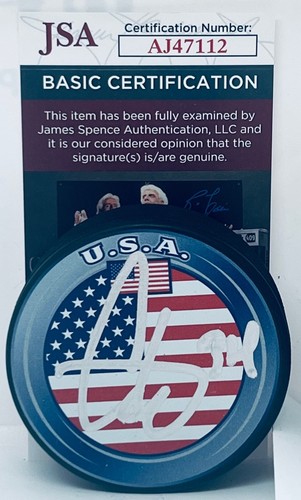 JSA
Certification Number:
AJ47112
BASIC CERTIFICATION
This item has been fully examined by
James Spence Authentication, LLC and
it is our considered opinion that the
signature(s) is/are genuine.
U.S.A.